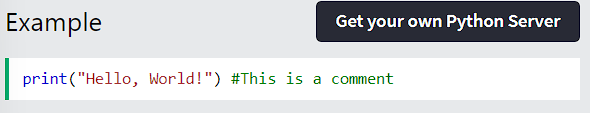 Example
Get your own Python Server
print("Hello, World!") #This is a comment